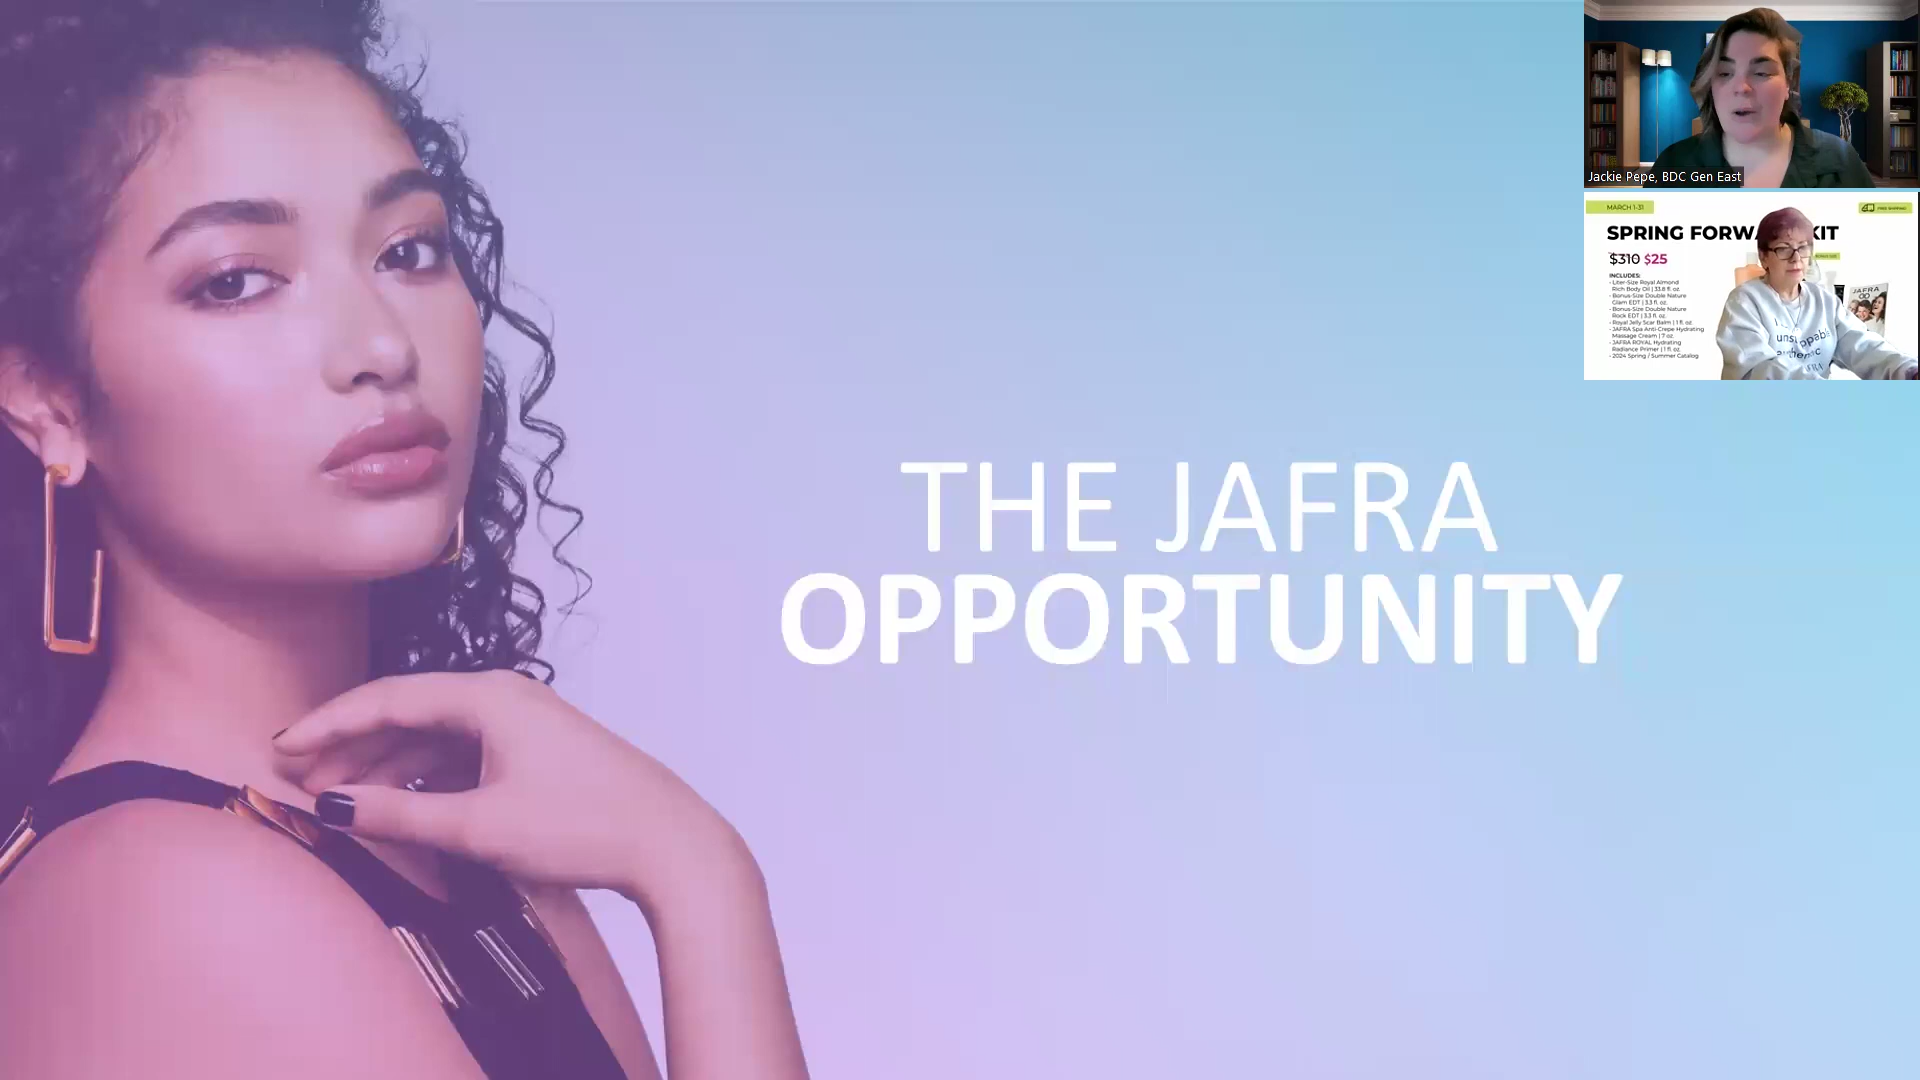 THE JAFRA
OPPORTUNITY
Jackie Pepe, BDC Gen East
MARCH 1-31
FREE SHIPPING
SPRING FORWA KIT
$310 $25
BONUS SIZE
INCLUDES:
- Liter-Size Royal Almond
Rich Body Oil | 33.8 fl. oz.
- Bonus-Size Double Nature
Glam EDT | 3.3 fl. oz.
- Bonus-Size Double Nature
Rock EDT | 3.3 fl. oz.
- Royal Jelly Scar Balm | 1 fl. oz.
- JAFRA Spa Anti-Crepe Hydrating
Massage Cream | 7 oz.
- JAFRA ROYAL Hydrating
Radiance Primer | 1 fl. oz.
- 2024 Spring / Summer Catalog
JAFRA